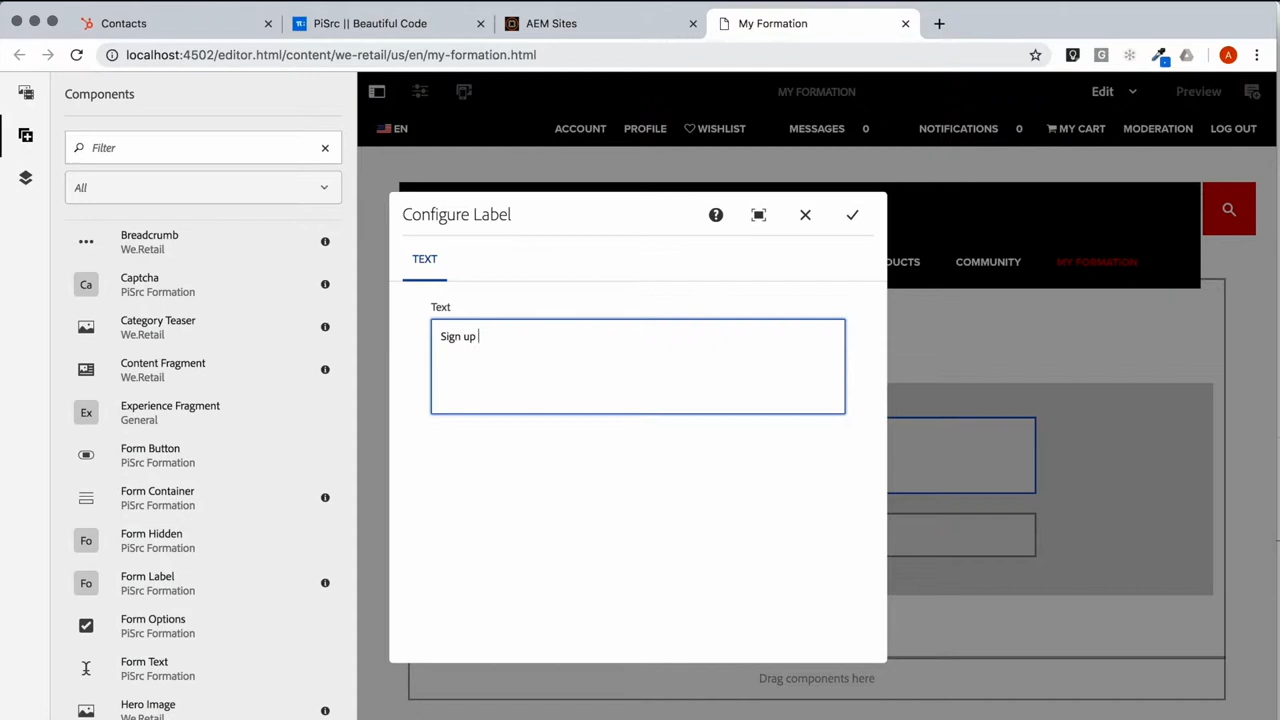 Contacts
PiSrc || Beautiful Code
AEM Sites
My Formation
localhost:4502/editor.html/content/we-retail/us/en/my-formation.html
G
A
Components
MY FORMATION
Edit
Preview
Filter
EN
ACCOUNT
PROFILE
WISHLIST
MESSAGES 0
NOTIFICATIONS 0
MY CART
MODERATION
LOG OUT
All
Configure Label
TEXT
Text
Sign up
UCTS
COMMUNITY
MY FORMATION
Breadcrumb
We.Retail
Ca
Captcha
PiSrc Formation
Category Teaser
We.Retail
Content Fragment
We.Retail
Ex
Experience Fragment
General
Form Button
PiSrc Formation
Form Container
PiSrc Formation
Fo
Form Hidden
PiSrc Formation
Fo
Form Label
PiSrc Formation
Form Options
PiSrc Formation
Form Text
PiSrc Formation
Hero Image
We.Retail
Drag components here